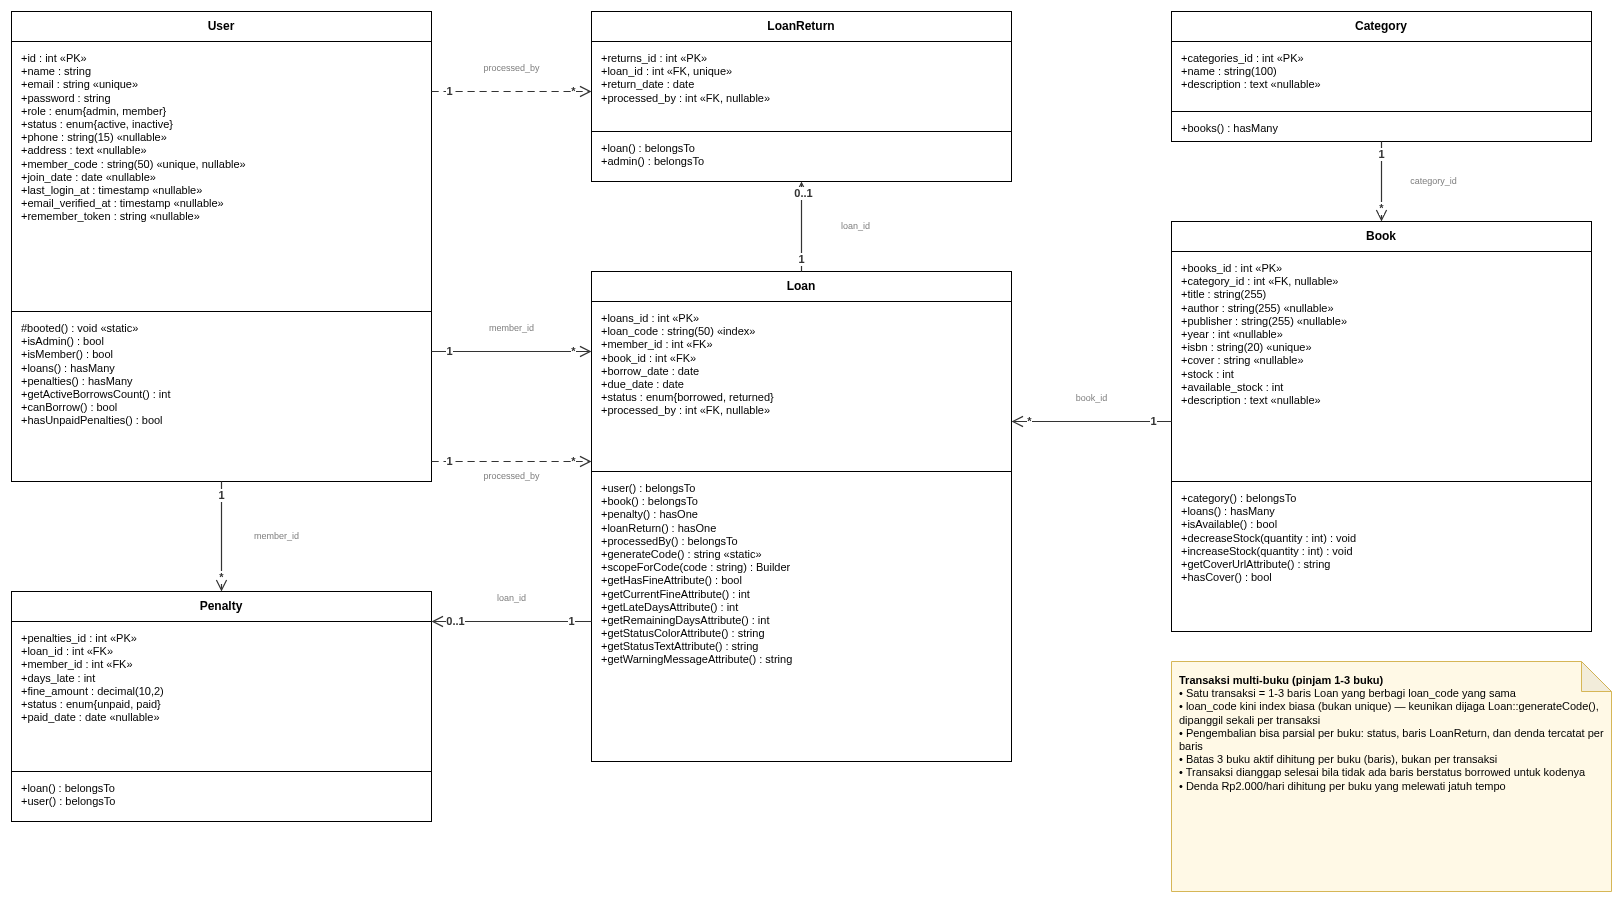 User
+id : int «PK»
+name : string
+email : string «unique»
+password : string
+role : enum{admin, member}
+status : enum{active, inactive}
+phone : string(15) «nullable»
+address : text «nullable»
+member_code : string(50) «unique, nullable»
+join_date : date «nullable»
+last_login_at : timestamp «nullable»
+email_verified_at : timestamp «nullable»
+remember_token : string «nullable»
#booted() : void «static»
+isAdmin() : bool
+isMember() : bool
+loans() : hasMany
+penalties() : hasMany
+getActiveBorrowsCount() : int
+canBorrow() : bool
+hasUnpaidPenalties() : bool
processed_by
1 *
member_id
1 *
1 *
processed_by
1
member_id
*
Penalty
+penalties_id : int «PK»
+loan_id : int «FK»
+member_id : int «FK»
+days_late : int
+fine_amount : decimal(10,2)
+status : enum{unpaid, paid}
+paid_date : date «nullable»
+loan() : belongsTo
+user() : belongsTo
loan_id
0..1 1
LoanReturn
+returns_id : int «PK»
+loan_id : int «FK, unique»
+return_date : date
+processed_by : int «FK, nullable»
+loan() : belongsTo
+admin() : belongsTo
0..1
loan_id
1
Loan
+loans_id : int «PK»
+loan_code : string(50) «index»
+member_id : int «FK»
+book_id : int «FK»
+borrow_date : date
+due_date : date
+status : enum{borrowed, returned}
+processed_by : int «FK, nullable»
+user() : belongsTo
+book() : belongsTo
+penalty() : hasOne
+loanReturn() : hasOne
+processedBy() : belongsTo
+generateCode() : string «static»
+scopeForCode(code : string) : Builder
+getHasFineAttribute() : bool
+getCurrentFineAttribute() : int
+getLateDaysAttribute() : int
+getRemainingDaysAttribute() : int
+getStatusColorAttribute() : string
+getStatusTextAttribute() : string
+getWarningMessageAttribute() : string
book_id
* 1
Category
+categories_id : int «PK»
+name : string(100)
+description : text «nullable»
+books() : hasMany
1
category_id
*
Book
+books_id : int «PK»
+category_id : int «FK, nullable»
+title : string(255)
+author : string(255) «nullable»
+publisher : string(255) «nullable»
+year : int «nullable»
+isbn : string(20) «unique»
+cover : string «nullable»
+stock : int
+available_stock : int
+description : text «nullable»
+category() : belongsTo
+loans() : hasMany
+isAvailable() : bool
+decreaseStock(quantity : int) : void
+increaseStock(quantity : int) : void
+getCoverUrlAttribute() : string
+hasCover() : bool
Transaksi multi-buku (pinjam 1-3 buku)
• Satu transaksi = 1-3 baris Loan yang berbagi loan_code yang sama
• loan_code kini index biasa (bukan unique) — keunikan dijaga Loan::generateCode(),
dipanggil sekali per transaksi
• Pengembalian bisa parsial per buku: status, baris LoanReturn, dan denda tercatat per
baris
• Batas 3 buku aktif dihitung per buku (baris), bukan per transaksi
• Transaksi dianggap selesai bila tidak ada baris berstatus borrowed untuk kodenya
• Denda Rp2.000/hari dihitung per buku yang melewati jatuh tempo